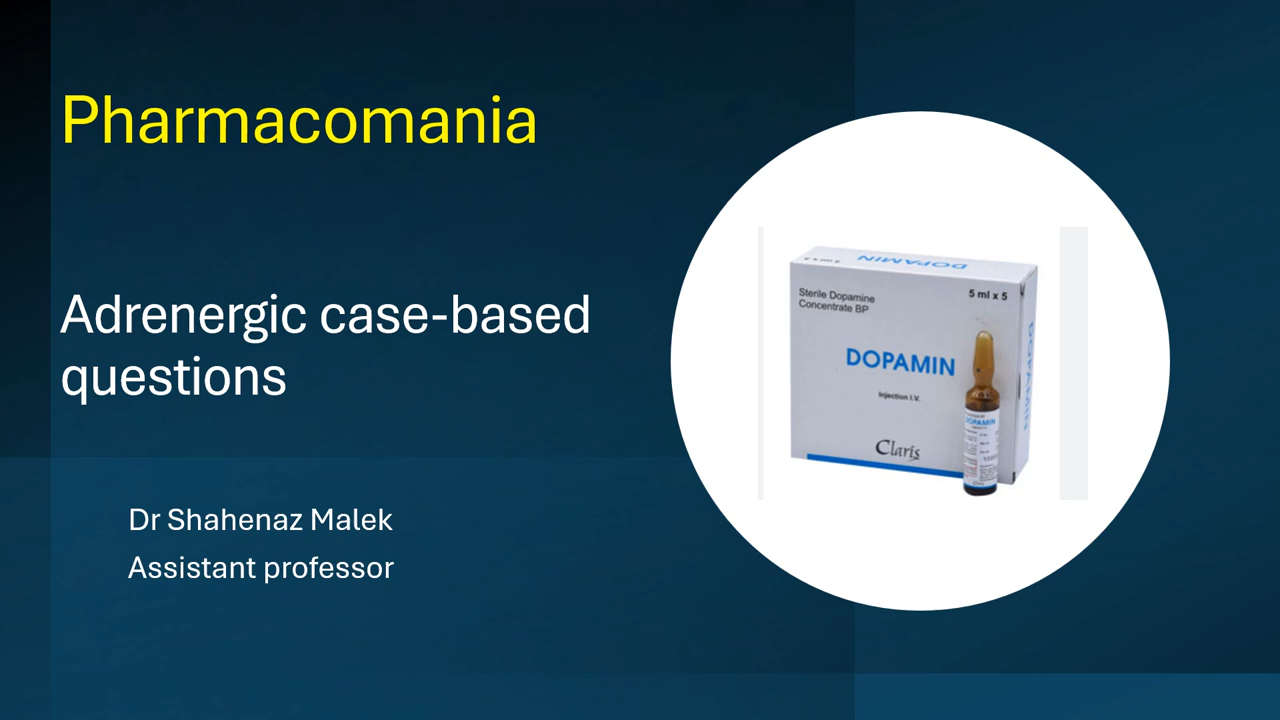 Pharmacomania
Adrenergic case-based
questions
Dr Shahenaz Malek
Assistant professor
DOPAMIN
Sterile Dopamine
Concentrate BP
5 ml x 5
DOPAMIN
Injection I.V.
Claris
DOPAMIN
DOPAMIN